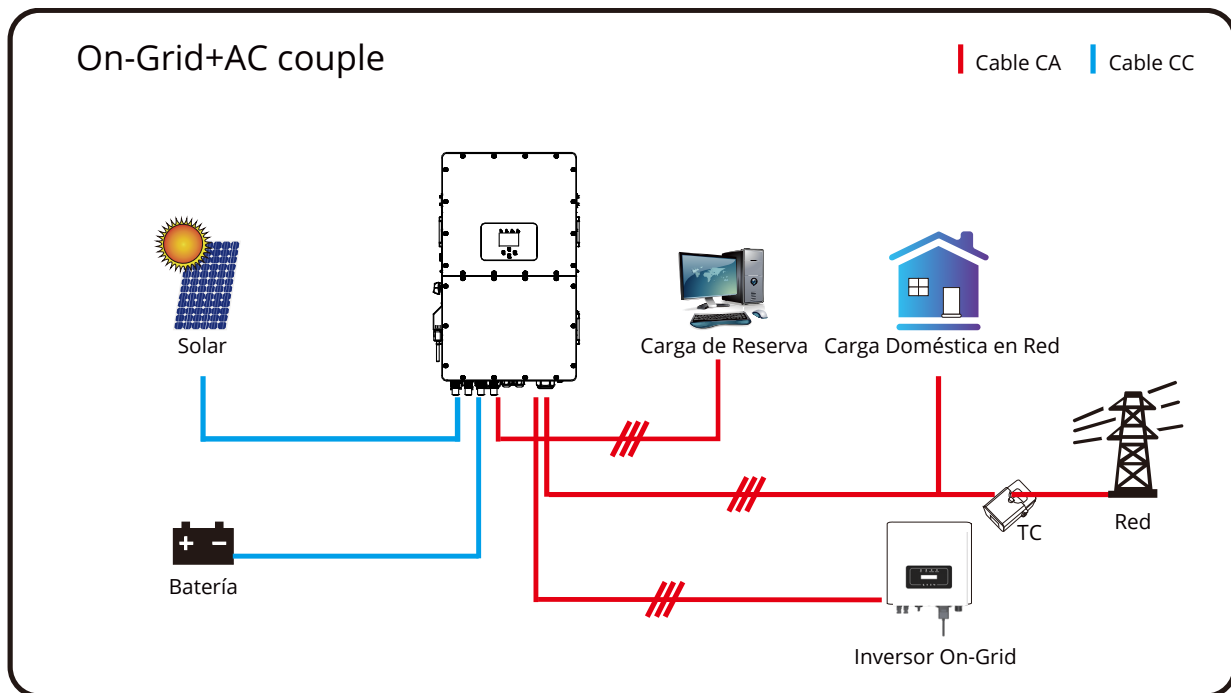 On-Grid+AC couple
Cable CA
Cable CC
Solar
Carga de Reserva
Carga Doméstica en Red
TC
Red
+ −
Batería
Inversor On-Grid